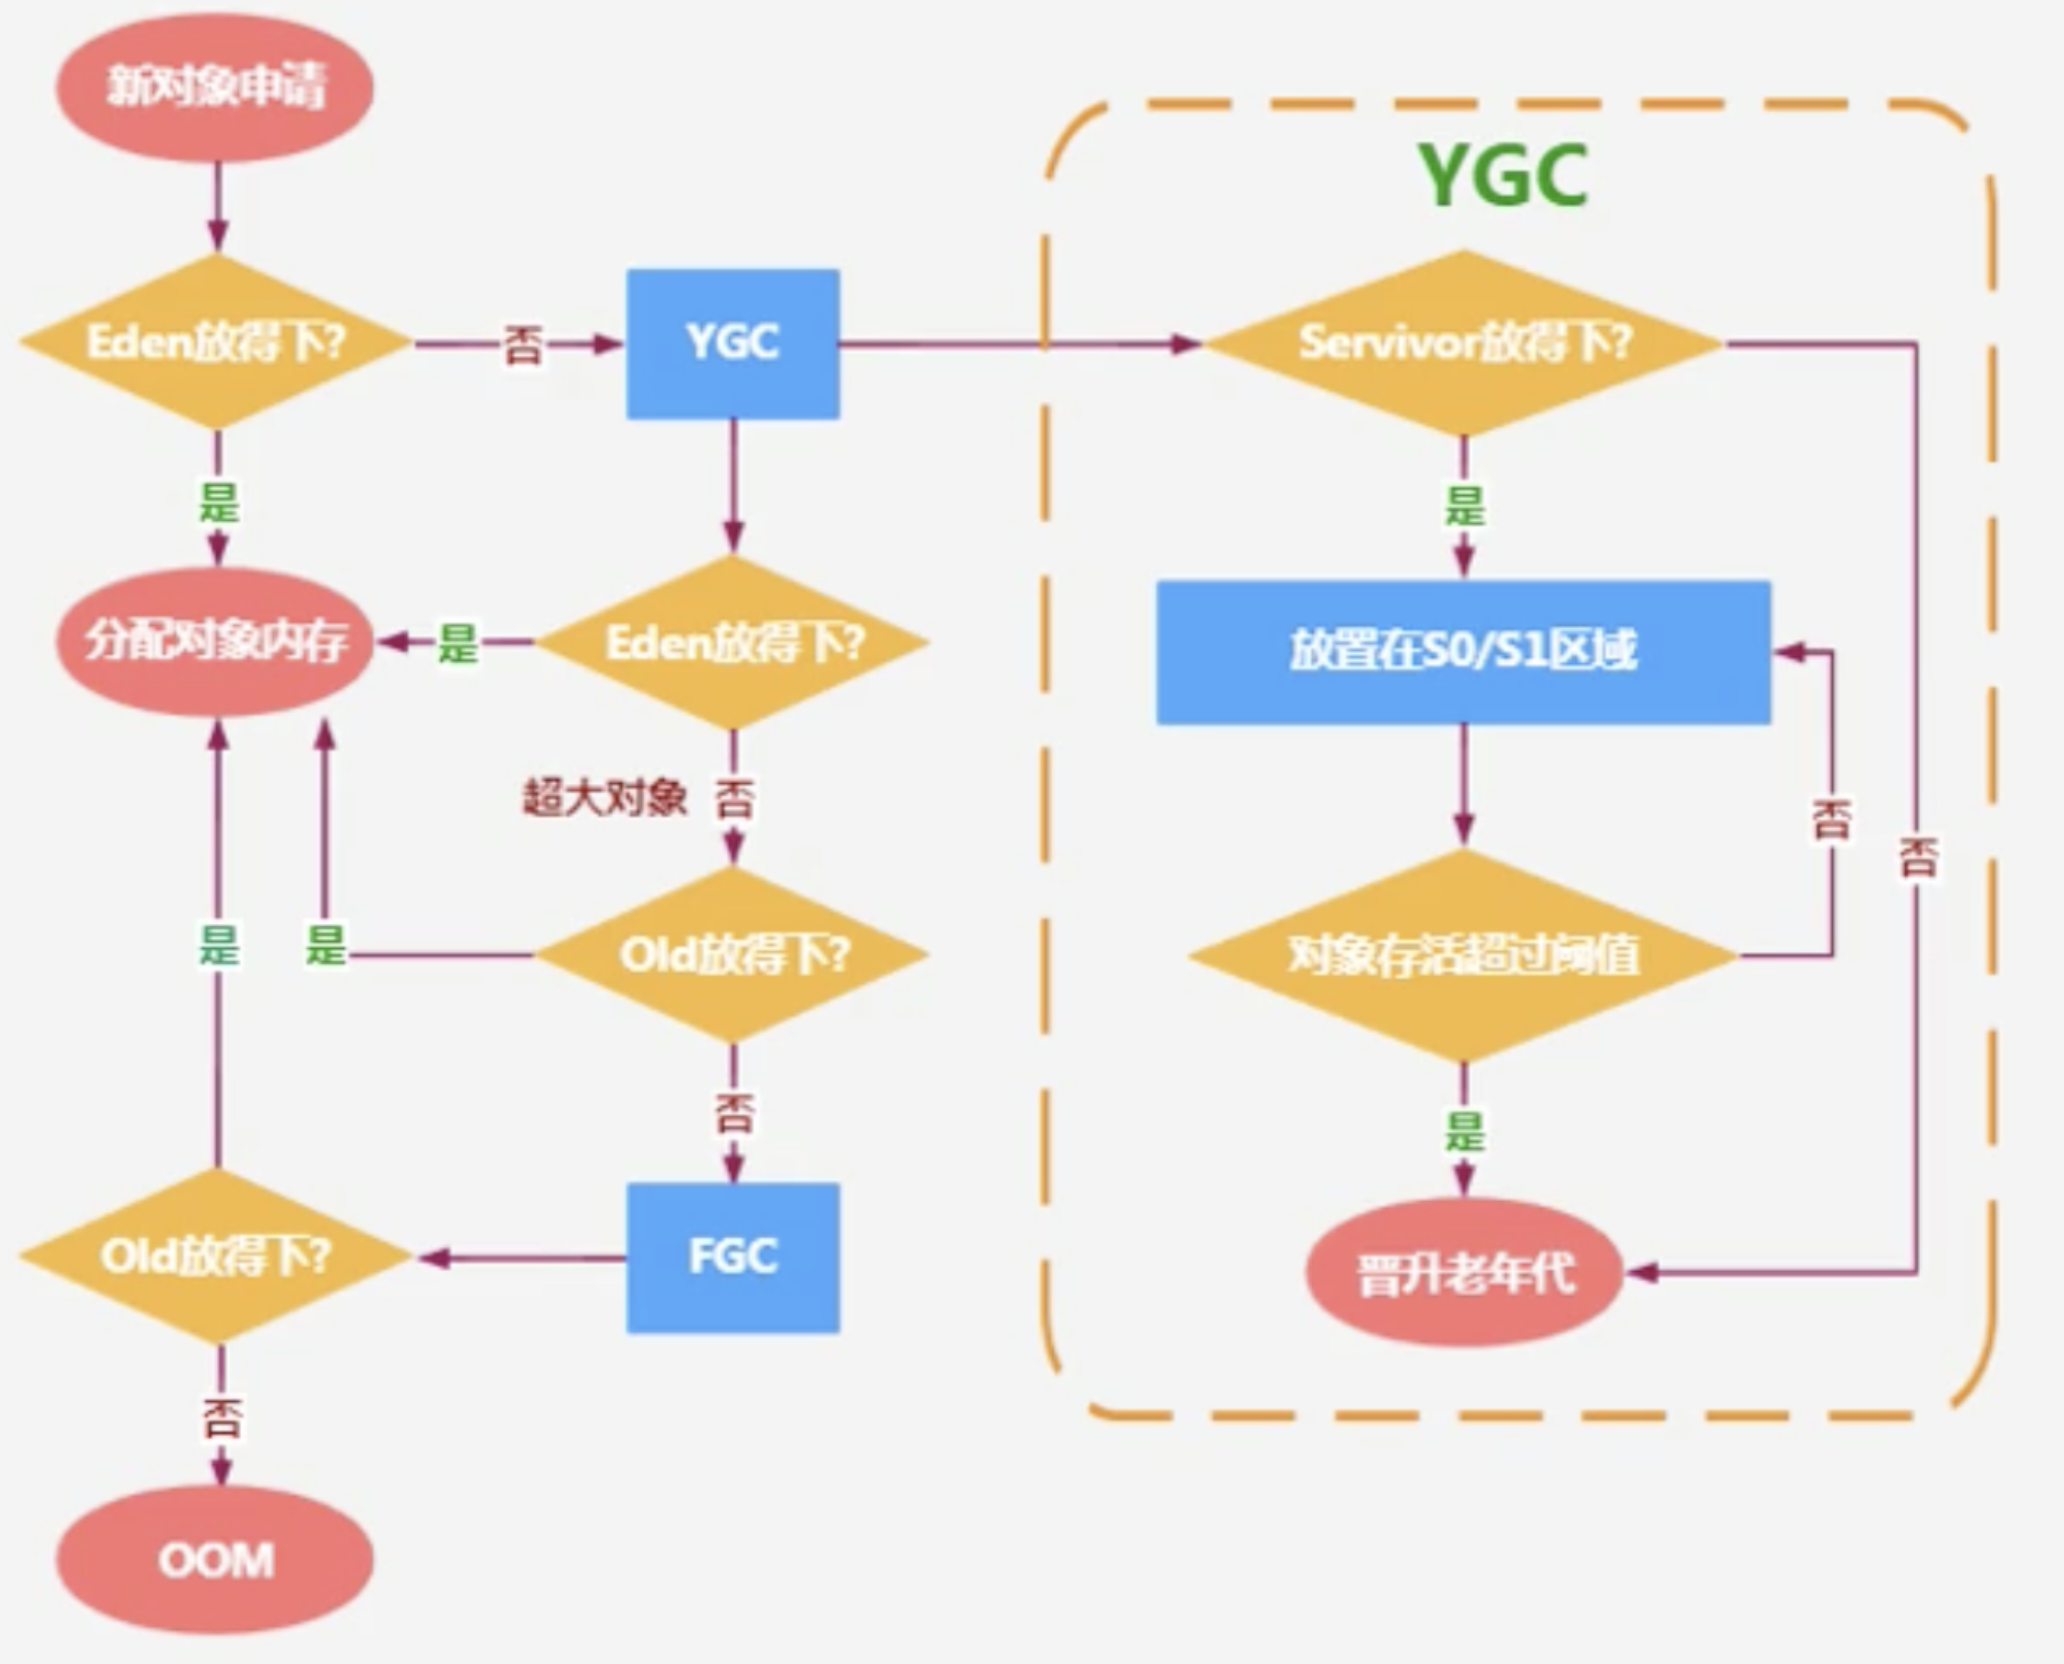 新对象申请
YGC
Eden放得下?
否
YGC
Servivor放得下?
是
是
分配对象内存
是
Eden放得下?
放置在S0/S1区域
超大对象
否
否
否
是
是
Old放得下?
对象存活超过阈值
否
是
Old放得下?
FGC
晋升老年代
否
OOM